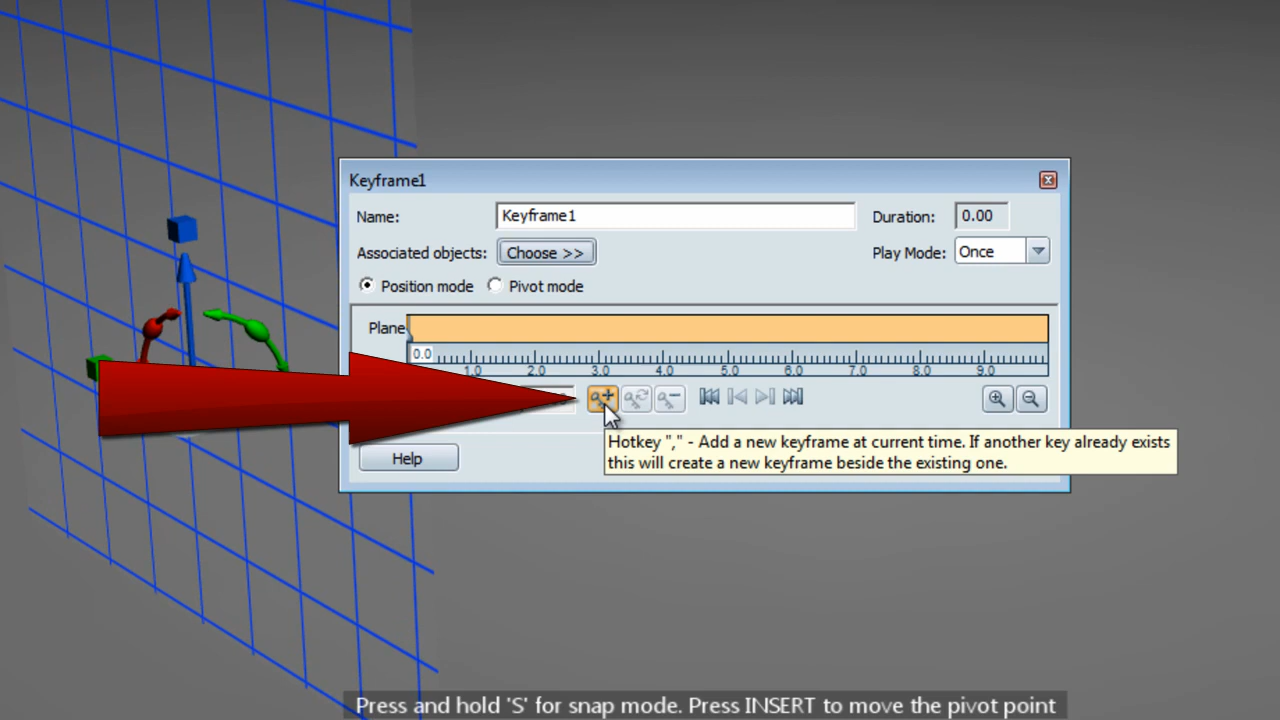 Keyframe1
Name: Keyframe1 Duration: 0.00
Associated objects: Choose >> Play Mode: Once
Position mode Pivot mode
Plane
0.0 1.0 2.0 3.0 4.0 5.0 6.0 7.0 8.0 9.0
Hotkey "," - Add a new keyframe at current time. If another key already exists
this will create a new keyframe beside the existing one.
Help
Press and hold 'S' for snap mode. Press INSERT to move the pivot point